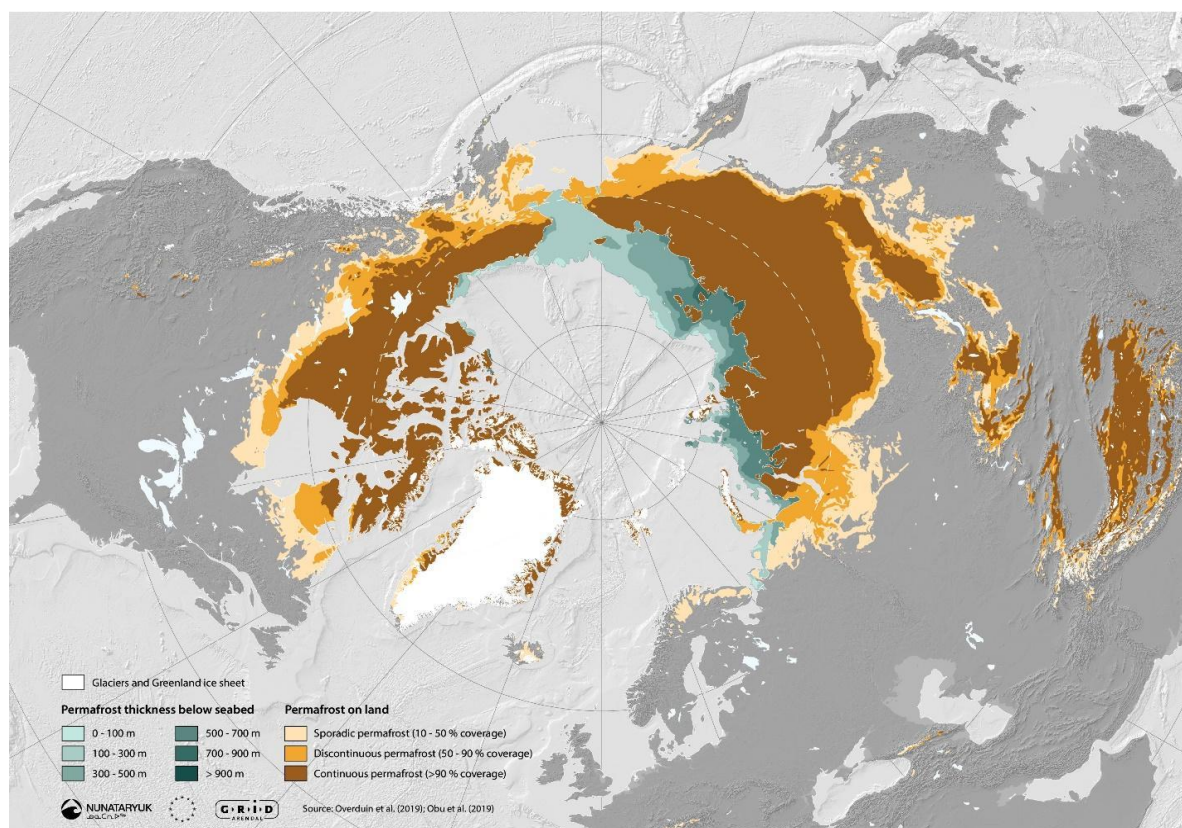 Glaciers and Greenland ice sheet
Permafrost thickness below seabed
0 - 100 m
100 - 300 m
300 - 500 m
500 - 700 m
700 - 900 m
> 900 m
Permafrost on land
Sporadic permafrost (10 - 50 % coverage)
Discontinuous permafrost (50 - 90 % coverage)
Continuous permafrost (>90 % coverage)
NUNATARYUK
GRID
ARENDAL
Source: Overduin et al. (2019); Obu et al. (2019)